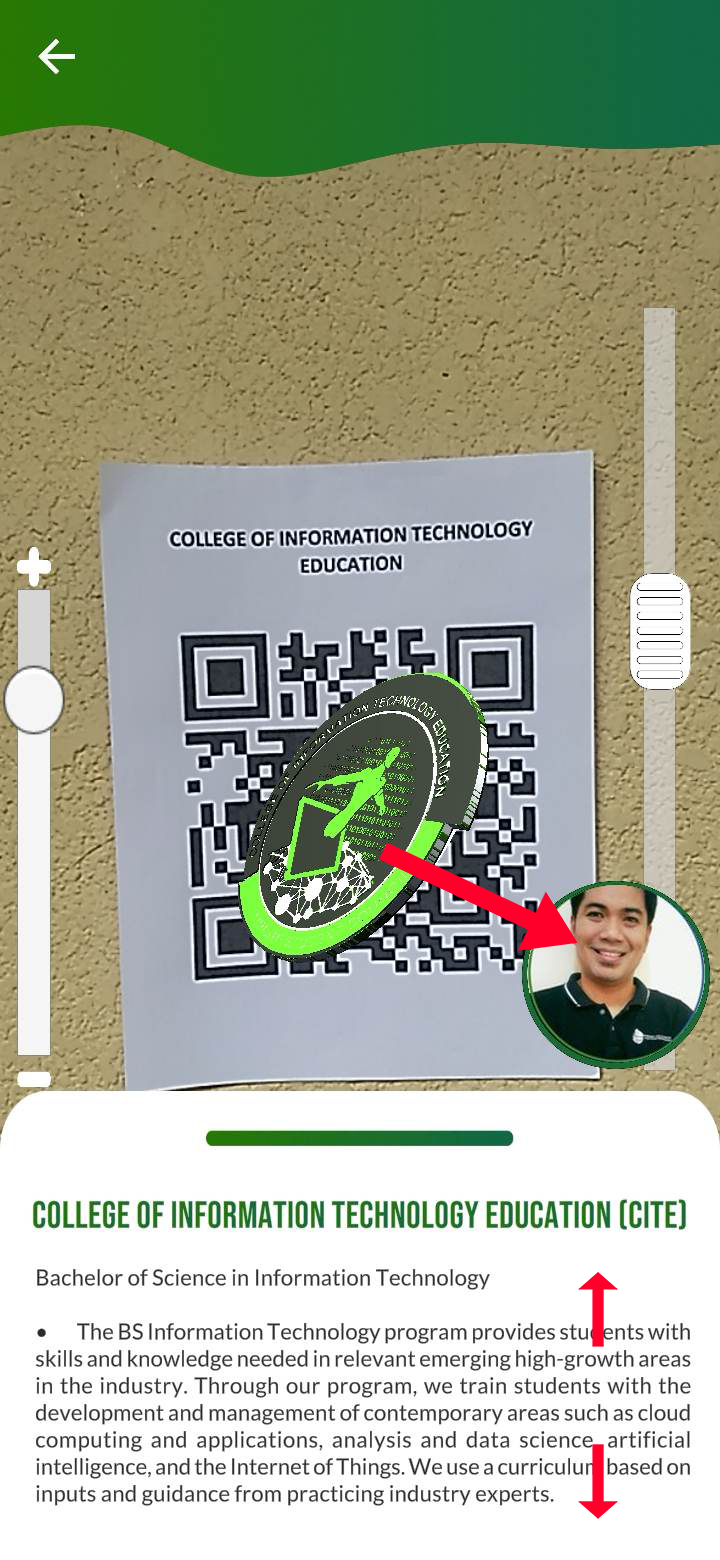 COLLEGE OF INFORMATION TECHNOLOGY
EDUCATION
INFORMATION TECHNOLOGY EDUCATION
COLLEGE OF INFORMATION TECHNOLOGY EDUCATION (CITE)
Bachelor of Science in Information Technology
• The BS Information Technology program provides students with
skills and knowledge needed in relevant emerging high-growth areas
in the industry. Through our program, we train students with the
development and management of contemporary areas such as cloud
computing and applications, analysis and data science, artificial
intelligence, and the Internet of Things. We use a curriculum based on
inputs and guidance from practicing industry experts.